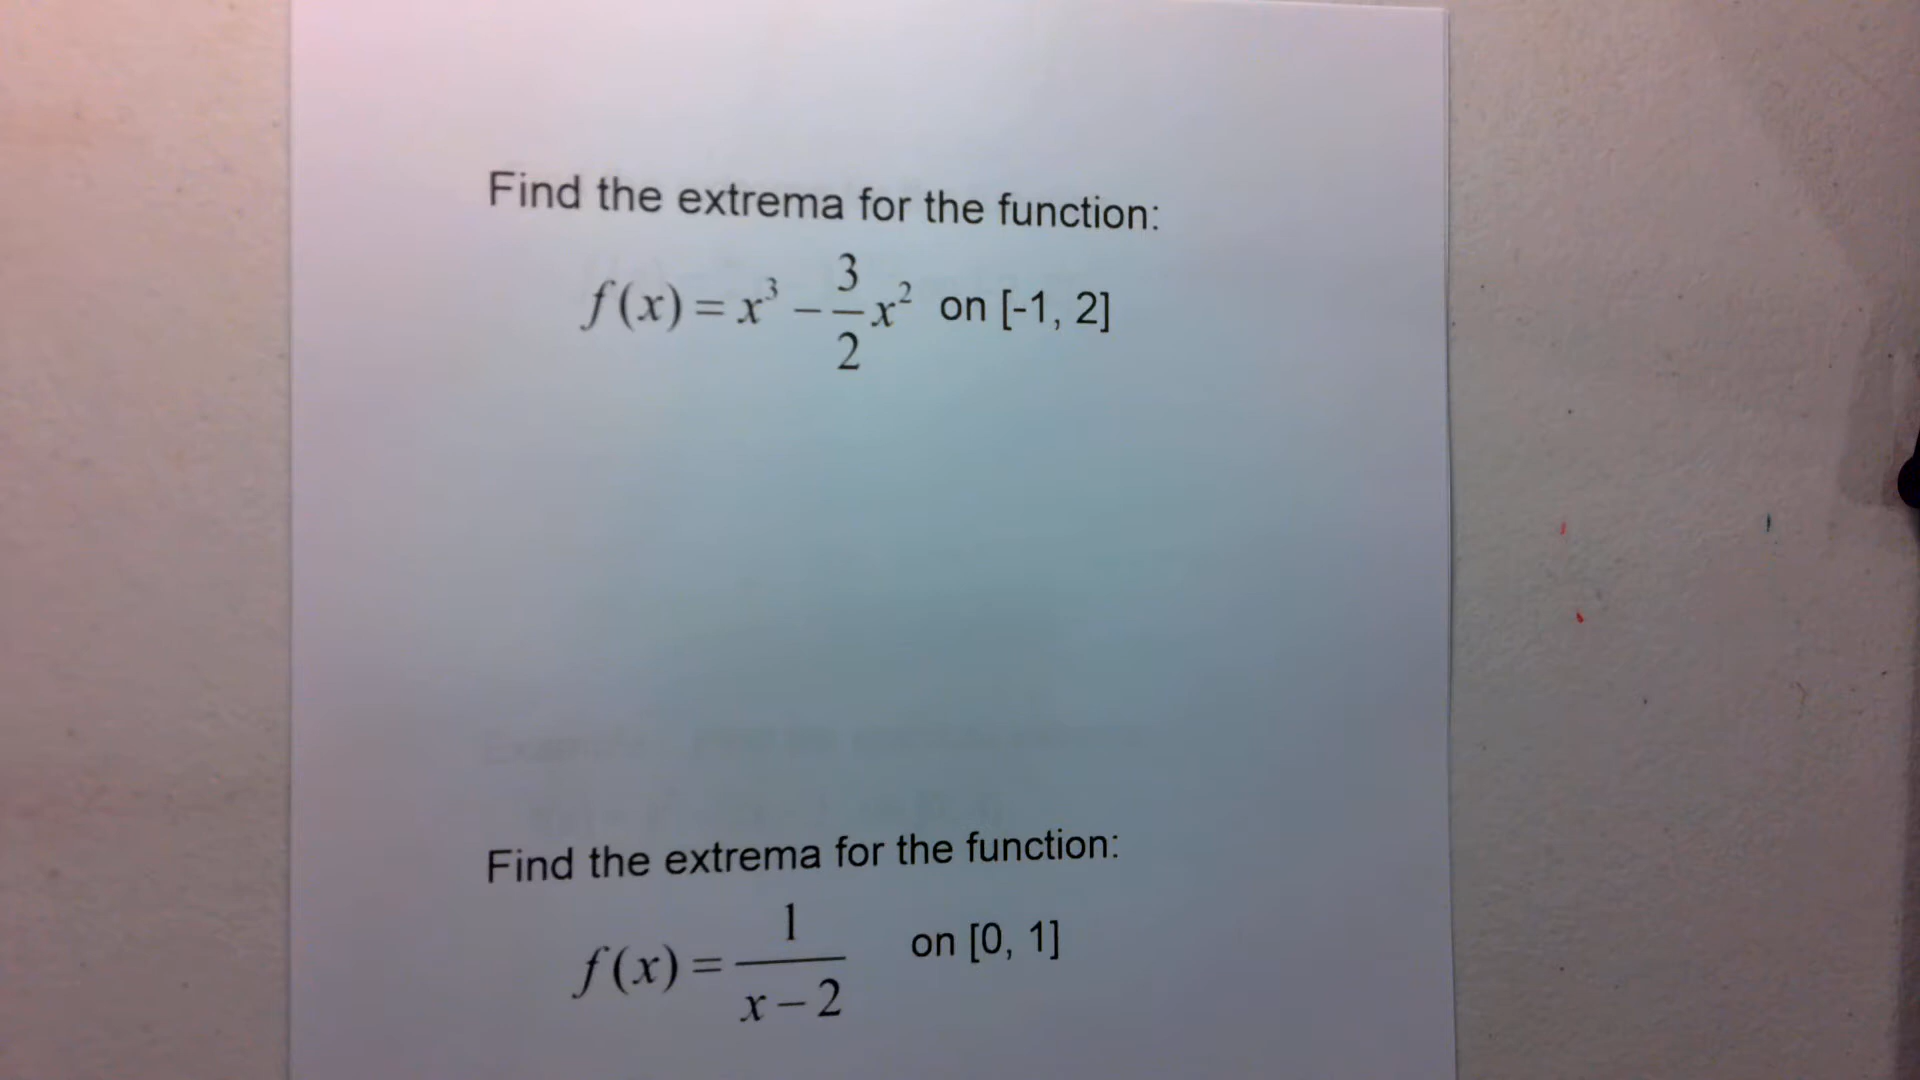 Find the extrema for the function:
f(x) = x³ − 3/2 x² on [-1, 2]
Find the extrema for the function:
f(x) = 1/(x − 2) on [0, 1]